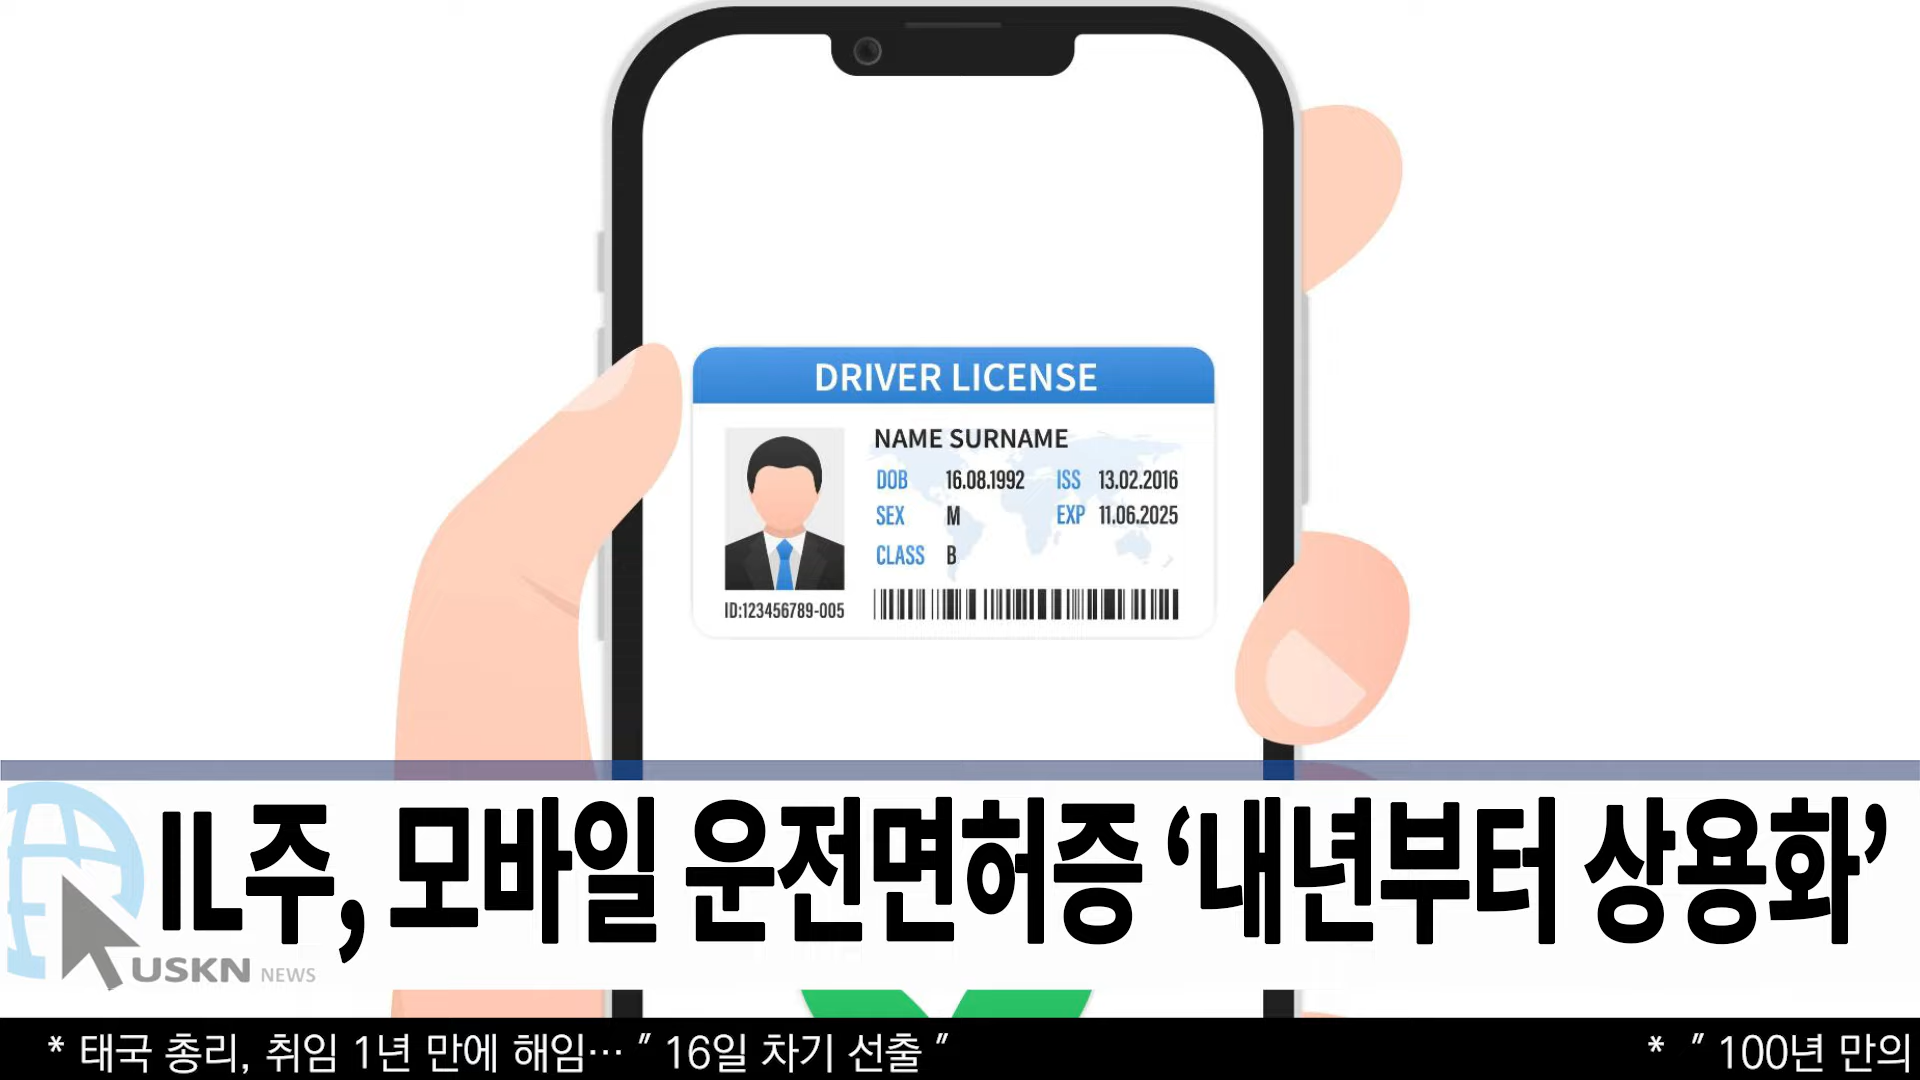 DRIVER LICENSE
NAME SURNAME
DOB 16.08.1992 ISS 13.02.2016
SEX M EXP 11.06.2025
CLASS B
ID:123456789-005
IL주, 모바일 운전면허증 ‘내년부터 상용화’
USKN NEWS
* 태국 총리, 취임 1년 만에 해임… " 16일 차기 선출 " * " 100년 만의